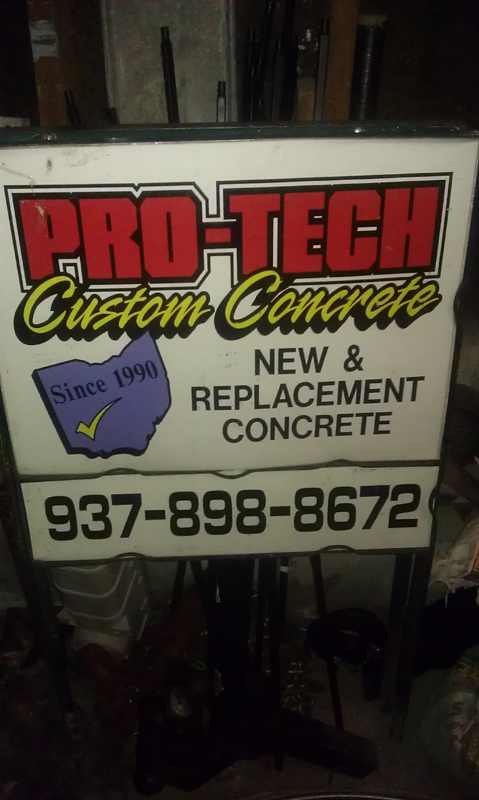 PRO-TECH
Custom Concrete
Since 1990
NEW &
REPLACEMENT
CONCRETE
937-898-8672